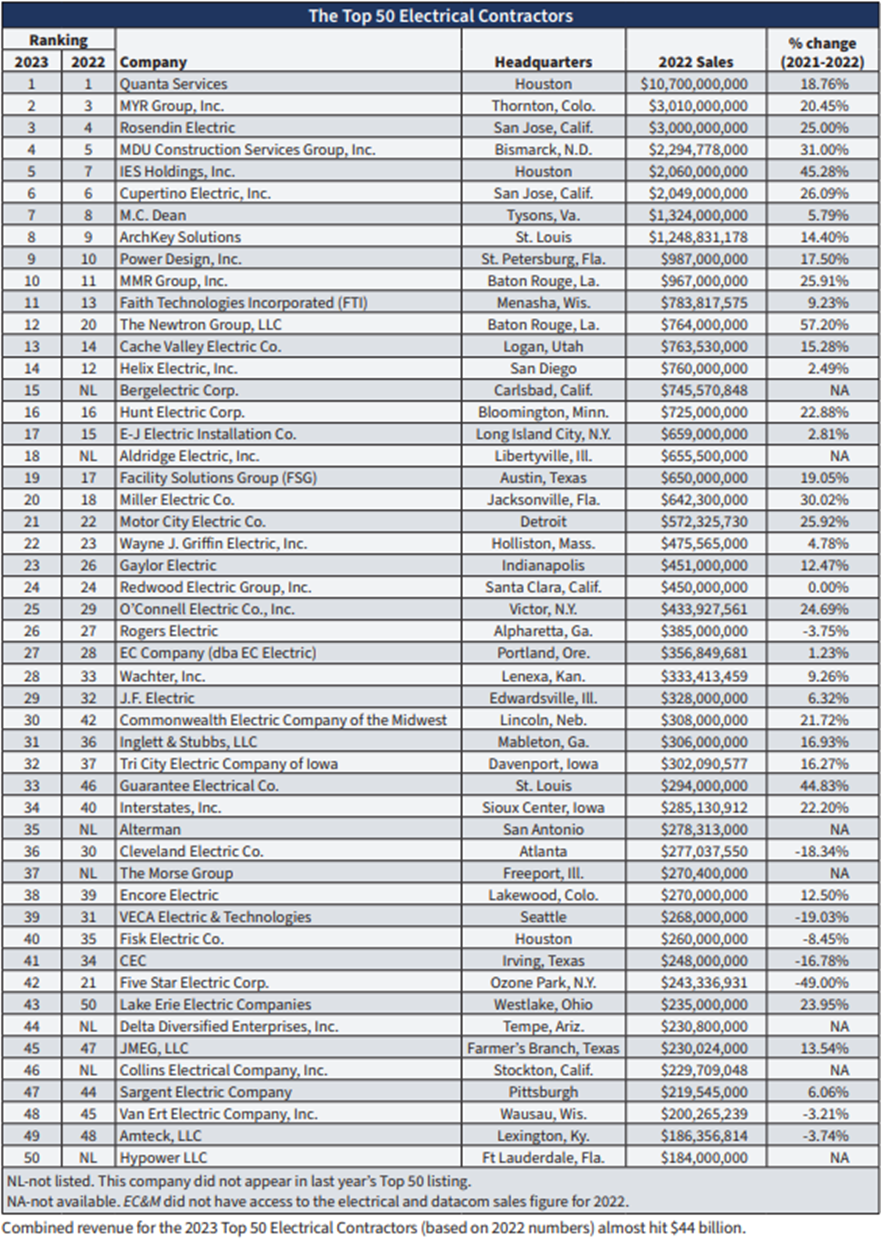 The Top 50 Electrical Contractors
Ranking
% change
2023 2022 Company Headquarters 2022 Sales (2021-2022)
1 1 Quanta Services Houston $10,700,000,000 18.76%
2 3 MYR Group, Inc. Thornton, Colo. $3,010,000,000 20.45%
3 4 Rosendin Electric San Jose, Calif. $3,000,000,000 25.00%
4 5 MDU Construction Services Group, Inc. Bismarck, N.D. $2,294,778,000 31.00%
5 7 IES Holdings, Inc. Houston $2,060,000,000 45.28%
6 6 Cupertino Electric, Inc. San Jose, Calif. $2,049,000,000 26.09%
7 8 M.C. Dean Tysons, Va. $1,324,000,000 5.79%
8 9 ArchKey Solutions St. Louis $1,248,831,178 14.40%
9 10 Power Design, Inc. St. Petersburg, Fla. $987,000,000 17.50%
10 11 MMR Group, Inc. Baton Rouge, La. $967,000,000 25.91%
11 13 Faith Technologies Incorporated (FTI) Menasha, Wis. $783,817,575 9.23%
12 20 The Newtron Group, LLC Baton Rouge, La. $764,000,000 57.20%
13 14 Cache Valley Electric Co. Logan, Utah $763,530,000 15.28%
14 12 Helix Electric, Inc. San Diego $760,000,000 2.49%
15 NL Bergelectric Corp. Carlsbad, Calif. $745,570,848 NA
16 16 Hunt Electric Corp. Bloomington, Minn. $725,000,000 22.88%
17 15 E-J Electric Installation Co. Long Island City, N.Y. $659,000,000 2.81%
18 NL Aldridge Electric, Inc. Libertyville, Ill. $655,500,000 NA
19 17 Facility Solutions Group (FSG) Austin, Texas $650,000,000 19.05%
20 18 Miller Electric Co. Jacksonville, Fla. $642,300,000 30.02%
21 22 Motor City Electric Co. Detroit $572,325,730 25.92%
22 23 Wayne J. Griffin Electric, Inc. Holliston, Mass. $475,565,000 4.78%
23 26 Gaylor Electric Indianapolis $451,000,000 12.47%
24 24 Redwood Electric Group, Inc. Santa Clara, Calif. $450,000,000 0.00%
25 29 O’Connell Electric Co., Inc. Victor, N.Y. $433,927,561 24.69%
26 27 Rogers Electric Alpharetta, Ga. $385,000,000 -3.75%
27 28 EC Company (dba EC Electric) Portland, Ore. $356,849,681 1.23%
28 33 Wachter, Inc. Lenexa, Kan. $333,413,459 9.26%
29 32 J.F. Electric Edwardsville, Ill. $328,000,000 6.32%
30 42 Commonwealth Electric Company of the Midwest Lincoln, Neb. $308,000,000 21.72%
31 36 Inglett & Stubbs, LLC Mableton, Ga. $306,000,000 16.93%
32 37 Tri City Electric Company of Iowa Davenport, Iowa $302,090,577 16.27%
33 46 Guarantee Electrical Co. St. Louis $294,000,000 44.83%
34 40 Interstates, Inc. Sioux Center, Iowa $285,130,912 22.20%
35 NL Alterman San Antonio $278,313,000 NA
36 30 Cleveland Electric Co. Atlanta $277,037,550 -18.34%
37 NL The Morse Group Freeport, Ill. $270,400,000 NA
38 39 Encore Electric Lakewood, Colo. $270,000,000 12.50%
39 31 VECA Electric & Technologies Seattle $268,000,000 -19.03%
40 35 Fisk Electric Co. Houston $260,000,000 -8.45%
41 34 CEC Irving, Texas $248,000,000 -16.78%
42 21 Five Star Electric Corp. Ozone Park, N.Y. $243,336,931 -49.00%
43 50 Lake Erie Electric Companies Westlake, Ohio $235,000,000 23.95%
44 NL Delta Diversified Enterprises, Inc. Tempe, Ariz. $230,800,000 NA
45 47 JMEG, LLC Farmer’s Branch, Texas $230,024,000 13.54%
46 NL Collins Electrical Company, Inc. Stockton, Calif. $229,709,048 NA
47 44 Sargent Electric Company Pittsburgh $219,545,000 6.06%
48 45 Van Ert Electric Company, Inc. Wausau, Wis. $200,265,239 -3.21%
49 48 Amteck, LLC Lexington, Ky. $186,356,814 -3.74%
50 NL Hypower LLC Ft Lauderdale, Fla. $184,000,000 NA
NL-not listed. This company did not appear in last year’s Top 50 listing.
NA-not available. EC&M did not have access to the electrical and datacom sales figure for 2022.
Combined revenue for the 2023 Top 50 Electrical Contractors (based on 2022 numbers) almost hit $44 billion.